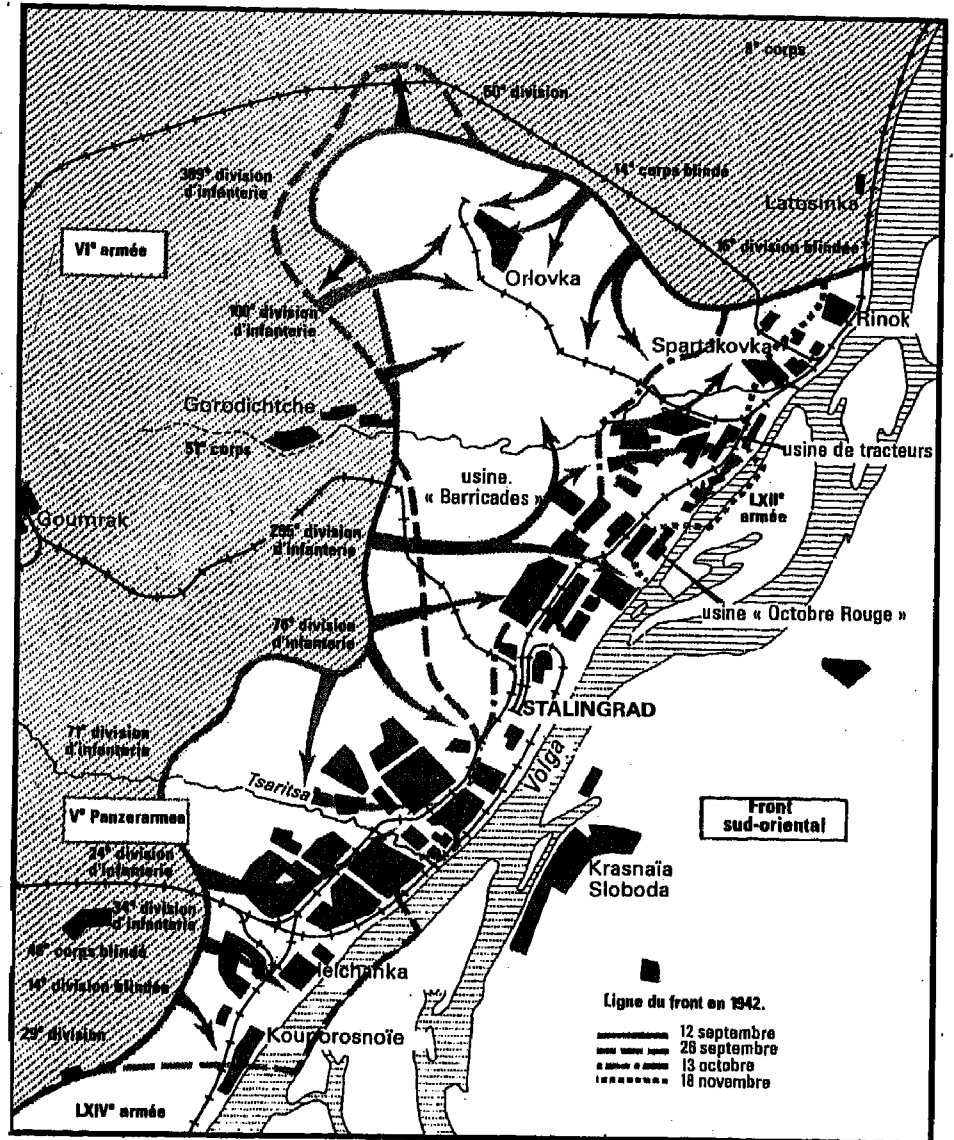 8e corps
60e division
389e division
d'infanterie
14e corps blindé
Latosinka
VIe armée
16e division blindée
Orlovka
100e division
d'infanterie
Rinok
Spartakovka
Gorodichtche
51e corps
usine de tracteurs
usine
« Barricades »
LXIIe
armée
Goumrak
295e division
d'infanterie
usine « Octobre Rouge »
76e division
d'infanterie
STALINGRAD
71e division
d'infanterie
Volga
Tsaritsa
Ve Panzerarmee
Front
sud-oriental
24e division
d'infanterie
Krasnaïa
Sloboda
34e division
d'infanterie
48e corps blindé
Ielchanka
14e division blindée
Ligne du front en 1942.
29e division
Kouporosnoïe
12 septembre
26 septembre
13 octobre
18 novembre
LXIVe armée